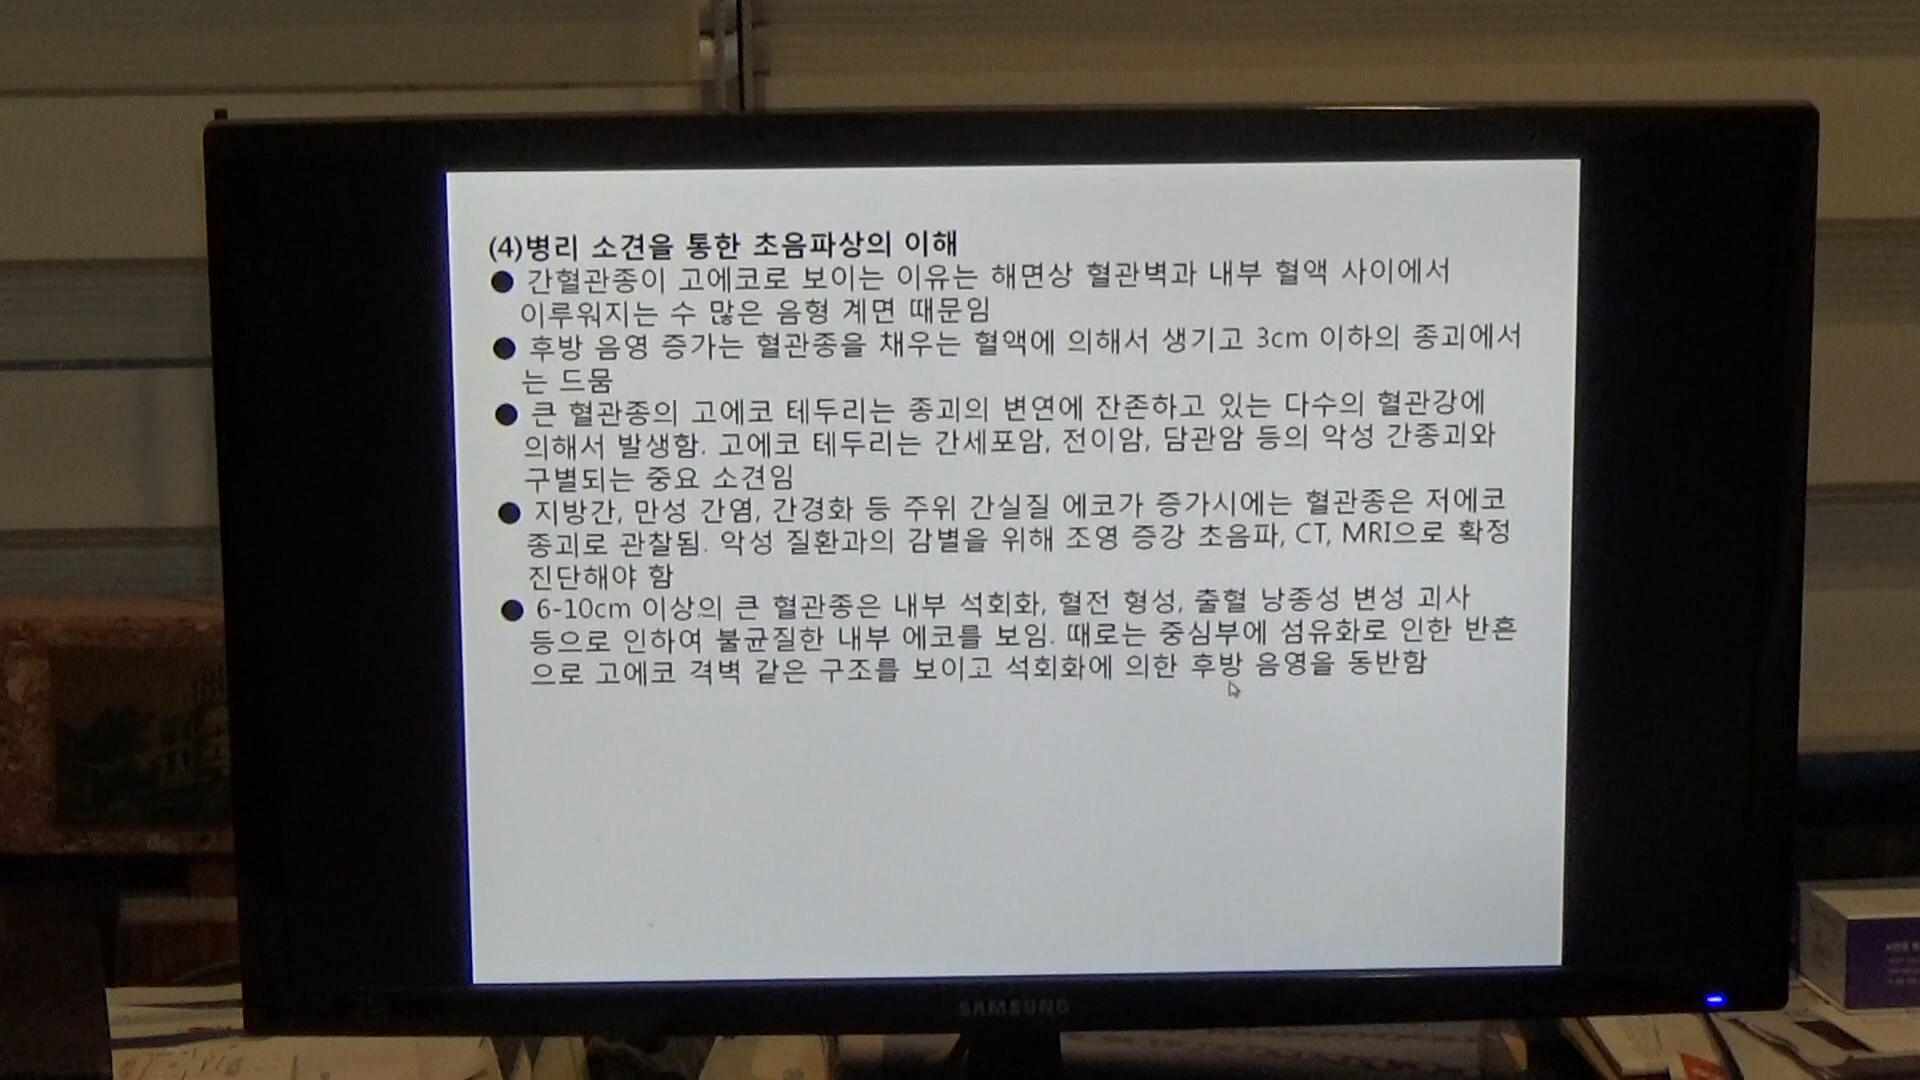 (4)병리 소견을 통한 초음파상의 이해
● 간혈관종이 고에코로 보이는 이유는 해면상 혈관벽과 내부 혈액 사이에서
이루워지는 수 많은 음형 계면 때문임
● 후방 음영 증가는 혈관종을 채우는 혈액에 의해서 생기고 3cm 이하의 종괴에서
는 드뭄
● 큰 혈관종의 고에코 테두리는 종괴의 변연에 잔존하고 있는 다수의 혈관강에
의해서 발생함. 고에코 테두리는 간세포암, 전이암, 담관암 등의 악성 간종괴와
구별되는 중요 소견임
● 지방간, 만성 간염, 간경화 등 주위 간실질 에코가 증가시에는 혈관종은 저에코
종괴로 관찰됨. 악성 질환과의 감별을 위해 조영 증강 초음파, CT, MRI으로 확정
진단해야 함
● 6-10cm 이상의 큰 혈관종은 내부 석회화, 혈전 형성, 출혈 낭종성 변성 괴사
등으로 인하여 불균질한 내부 에코를 보임. 때로는 중심부에 섬유화로 인한 반흔
으로 고에코 격벽 같은 구조를 보이고 석회화에 의한 후방 음영을 동반함
SAMSUNG